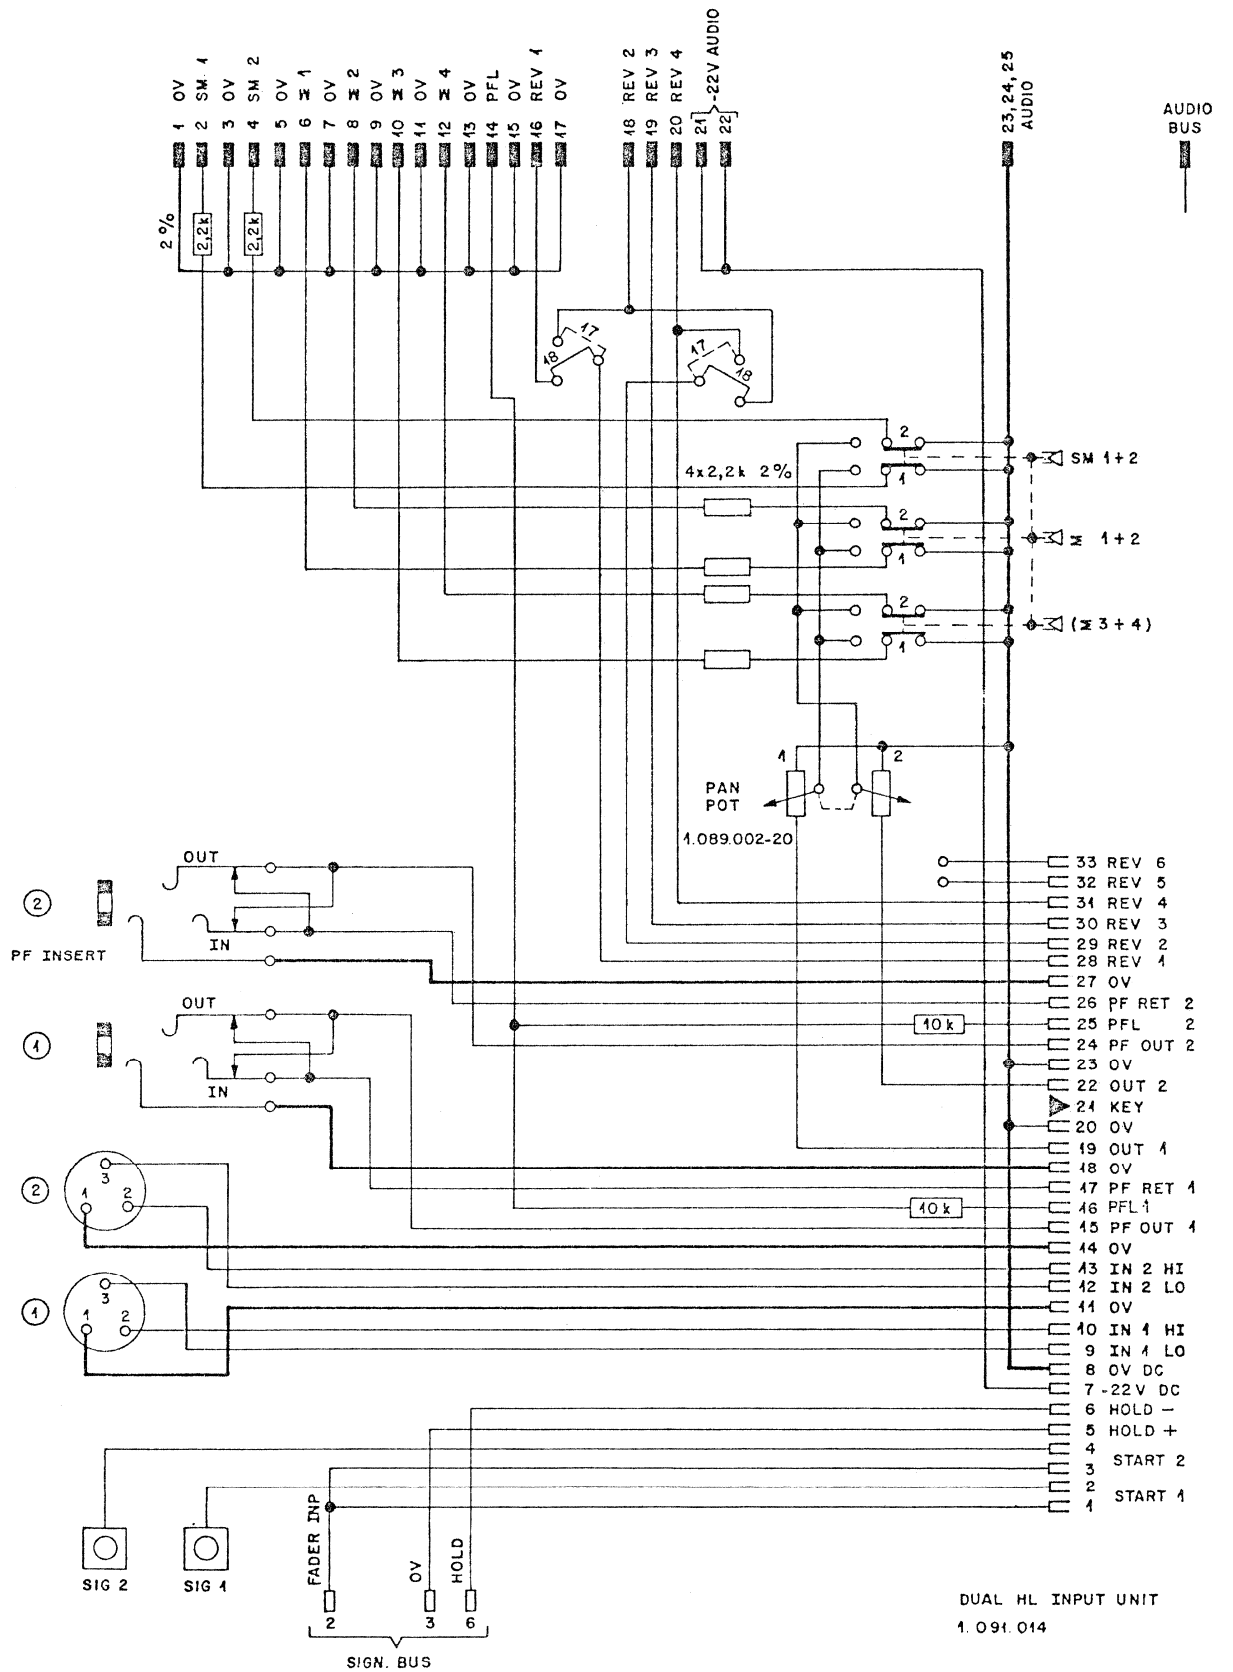 1 0V
2 SM 1
3 0V
4 SM 2
5 0V
6 Σ 1
7 0V
8 Σ 2
9 0V
10 Σ 3
11 0V
12 Σ 4
13 0V
14 PFL
15 0V
16 REV 1
17 0V
18 REV 2
19 REV 3
20 REV 4
21
22
-22V AUDIO
23,24,25
AUDIO
AUDIO
BUS
2%
2,2k
2,2k
17
18
17
18
2
SM 1+2
1
4x2,2k 2%
2
Σ 1+2
1
2
(Σ 3+4)
1
1
2
PAN
POT
1.089.002-20
OUT
2
IN
PF INSERT
OUT
1
IN
2
3
1
2
1
3
1
2
33 REV 6
32 REV 5
31 REV 4
30 REV 3
29 REV 2
28 REV 1
27 0V
26 PF RET 2
10k
25 PFL 2
24 PF OUT 2
23 0V
22 OUT 2
21 KEY
20 0V
19 OUT 1
18 0V
17 PF RET 1
10k
16 PFL 1
15 PF OUT 1
14 0V
13 IN 2 HI
12 IN 2 LO
11 0V
10 IN 1 HI
9 IN 1 LO
8 0V DC
7 -22V DC
6 HOLD –
5 HOLD +
4
START 2
3
2
START 1
1
SIG 2
SIG 1
FADER INP
0V
HOLD
2
3
6
SIGN. BUS
DUAL HL INPUT UNIT
1.091.014